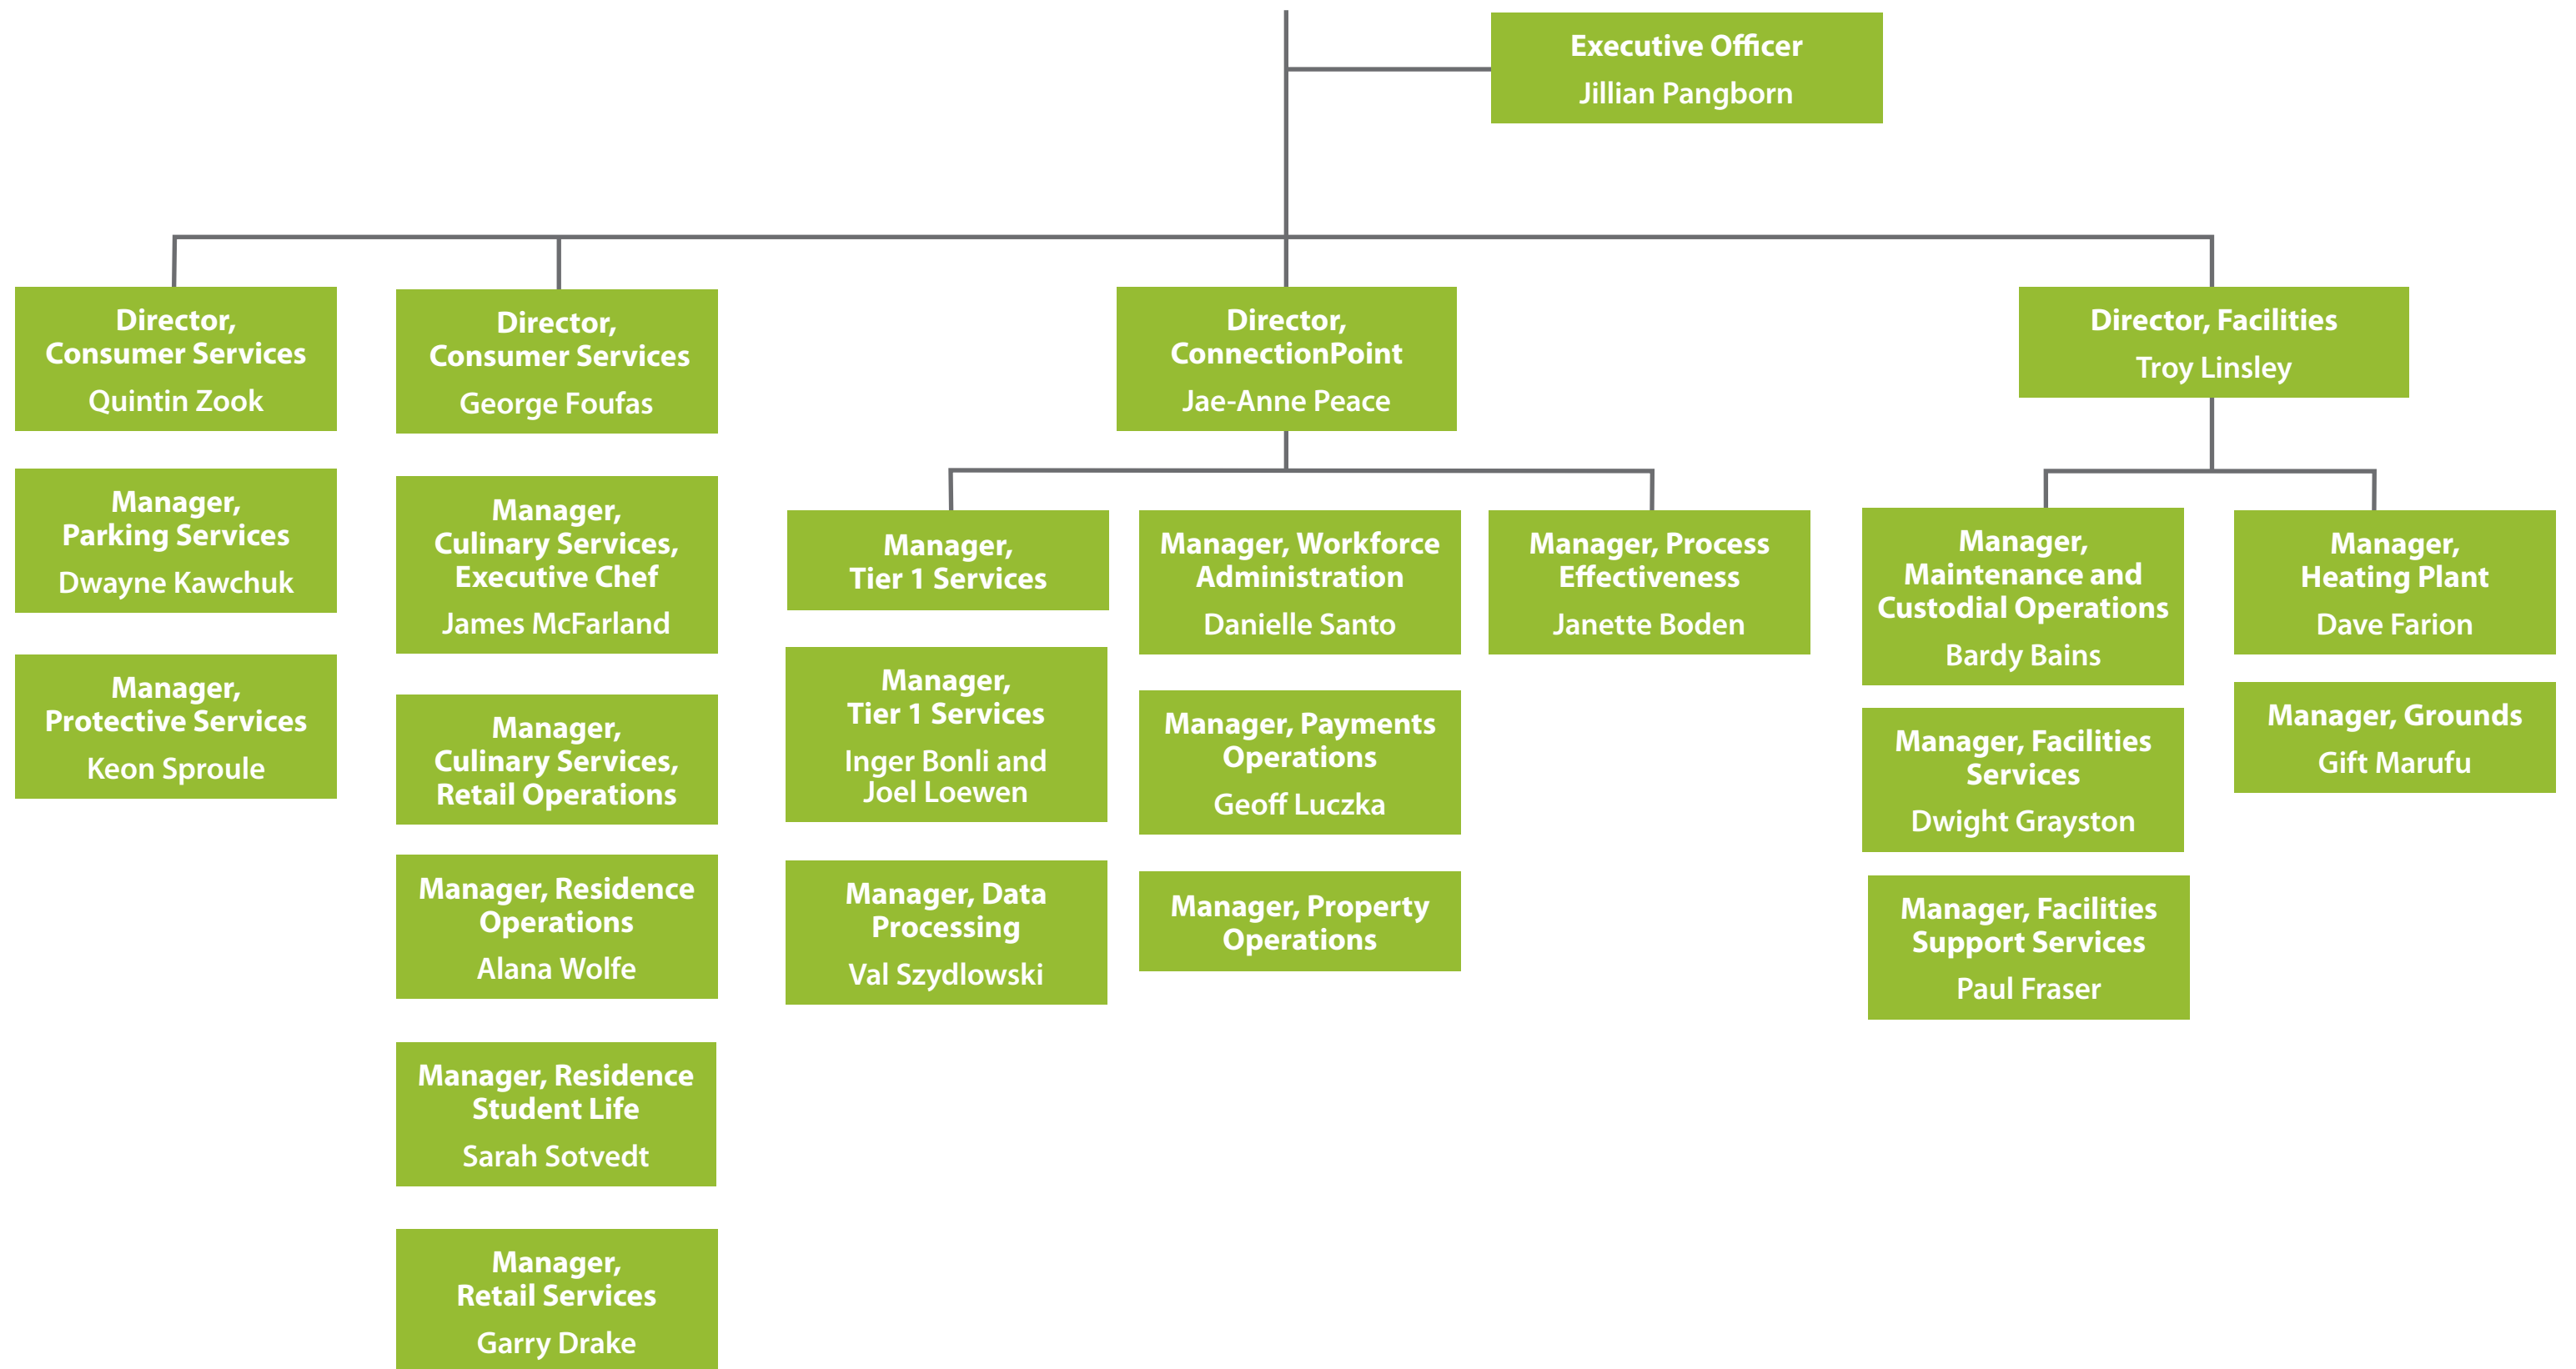 Executive Officer
Jillian Pangborn
Director,
Consumer Services
Quintin Zook
Manager,
Parking Services
Dwayne Kawchuk
Manager,
Protective Services
Keon Sproule
Director,
Consumer Services
George Foufas
Manager,
Culinary Services,
Executive Chef
James McFarland
Manager,
Culinary Services,
Retail Operations
Manager, Residence
Operations
Alana Wolfe
Manager, Residence
Student Life
Sarah Sotvedt
Manager,
Retail Services
Garry Drake
Director,
ConnectionPoint
Jae-Anne Peace
Manager,
Tier 1 Services
Manager,
Tier 1 Services
Inger Bonli and
Joel Loewen
Manager, Data
Processing
Val Szydlowski
Manager, Workforce
Administration
Danielle Santo
Manager, Payments
Operations
Geoff Luczka
Manager, Property
Operations
Manager, Process
Effectiveness
Janette Boden
Director, Facilities
Troy Linsley
Manager,
Maintenance and
Custodial Operations
Bardy Bains
Manager, Facilities
Services
Dwight Grayston
Manager, Facilities
Support Services
Paul Fraser
Manager,
Heating Plant
Dave Farion
Manager, Grounds
Gift Marufu